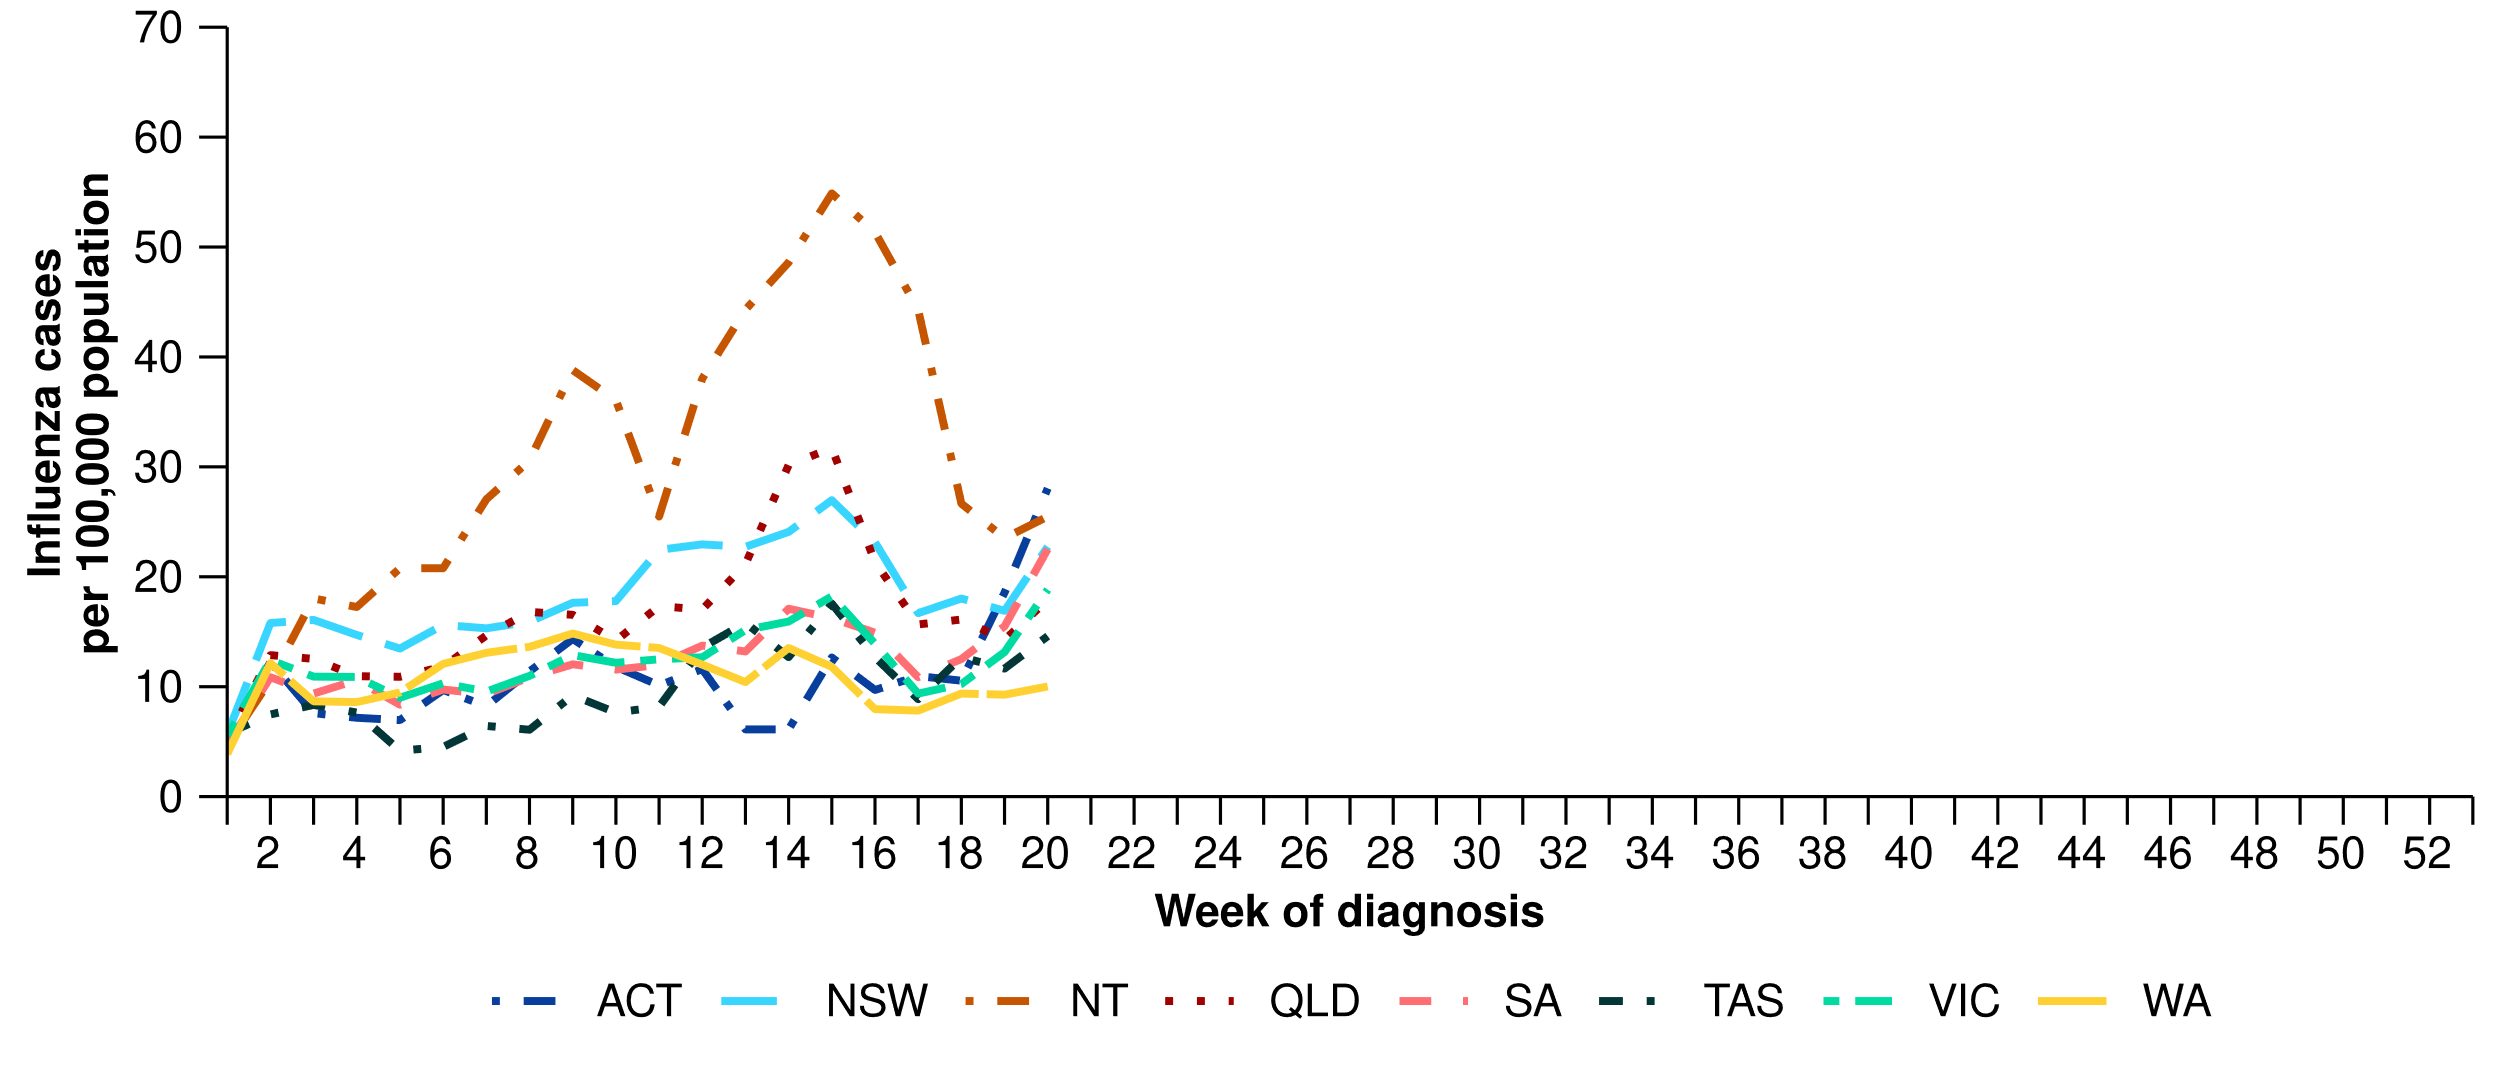 Influenza cases
per 100,000 population
70
60
50
40
30
20
10
0
2 4 6 8 10 12 14 16 18 20 22 24 26 28 30 32 34 36 38 40 42 44 46 48 50 52
Week of diagnosis
ACT NSW NT QLD SA TAS VIC WA